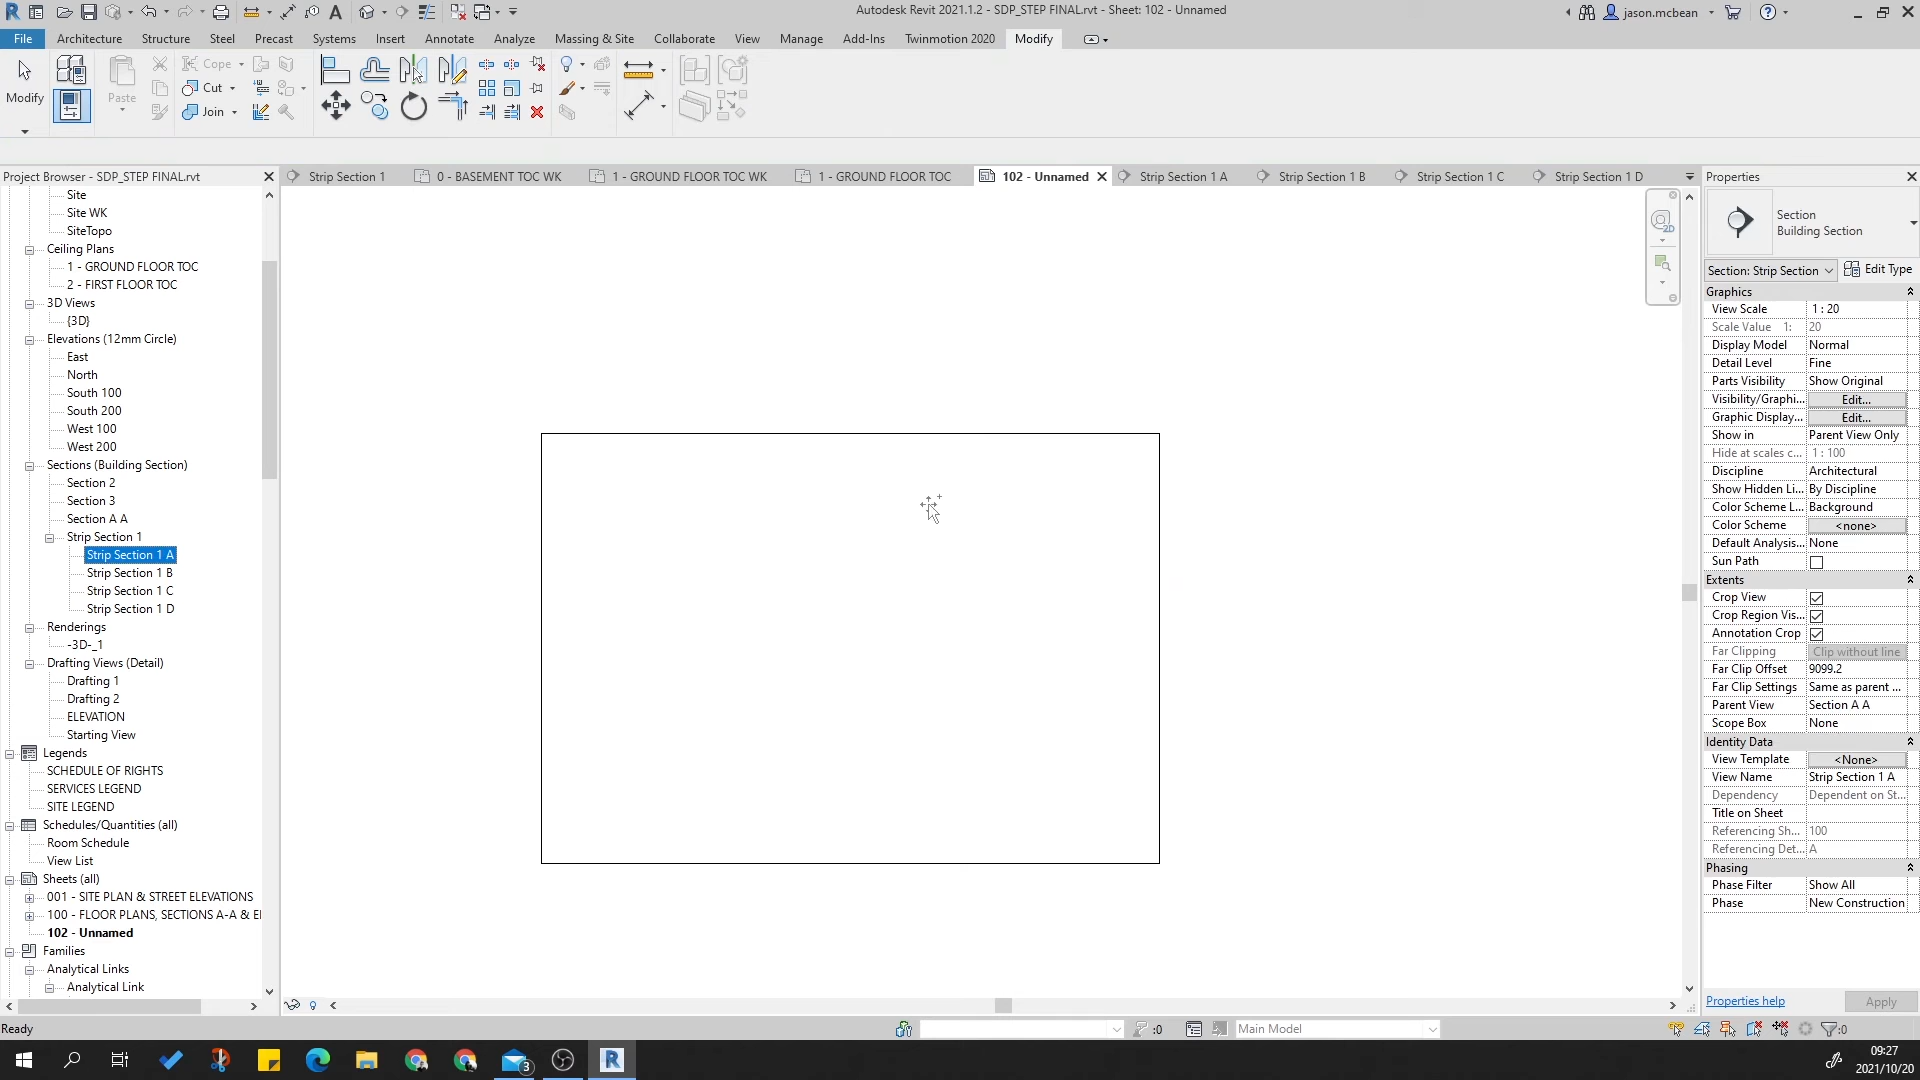 Autodesk Revit 2021.1.2 - SDP_STEP FINAL.rvt - Sheet: 102 - Unnamed
jason.mcbean
File Architecture Structure Steel Precast Systems Insert Annotate Analyze Massing & Site Collaborate View Manage Add-Ins Twinmotion 2020 Modify
Modify
Paste
Cope
Cut
Join
Project Browser - SDP_STEP FINAL.rvt
Strip Section 1
0 - BASEMENT TOC WK
1 - GROUND FLOOR TOC WK
1 - GROUND FLOOR TOC
102 - Unnamed
Strip Section 1 A
Strip Section 1 B
Strip Section 1 C
Strip Section 1 D
Properties
Site
Site WK
SiteTopo
Ceiling Plans
1 - GROUND FLOOR TOC
2 - FIRST FLOOR TOC
3D Views
{3D}
Elevations (12mm Circle)
East
North
South 100
South 200
West 100
West 200
Sections (Building Section)
Section 2
Section 3
Section A A
Strip Section 1
Strip Section 1 A
Strip Section 1 B
Strip Section 1 C
Strip Section 1 D
Renderings
-3D-_1
Drafting Views (Detail)
Drafting 1
Drafting 2
ELEVATION
Starting View
Legends
SCHEDULE OF RIGHTS
SERVICES LEGEND
SITE LEGEND
Schedules/Quantities (all)
Room Schedule
View List
Sheets (all)
001 - SITE PLAN & STREET ELEVATIONS
100 - FLOOR PLANS, SECTIONS A-A & El
102 - Unnamed
Families
Analytical Links
Analytical Link
2D
Section
Building Section
Section: Strip Section Edit Type
Graphics
View Scale 1 : 20
Scale Value 1: 20
Display Model Normal
Detail Level Fine
Parts Visibility Show Original
Visibility/Graphi... Edit...
Graphic Display... Edit...
Show in Parent View Only
Hide at scales c... 1 : 100
Discipline Architectural
Show Hidden Li... By Discipline
Color Scheme L... Background
Color Scheme <none>
Default Analysis... None
Sun Path
Extents
Crop View
Crop Region Vis...
Annotation Crop
Far Clipping Clip without line
Far Clip Offset 9099.2
Far Clip Settings Same as parent ...
Parent View Section A A
Scope Box None
Identity Data
View Template <None>
View Name Strip Section 1 A
Dependency Dependent on St...
Title on Sheet
Referencing Sh... 100
Referencing Det... A
Phasing
Phase Filter Show All
Phase New Construction
Properties help Apply
Ready
:0
Main Model
:0
3
09:27
2021/10/20